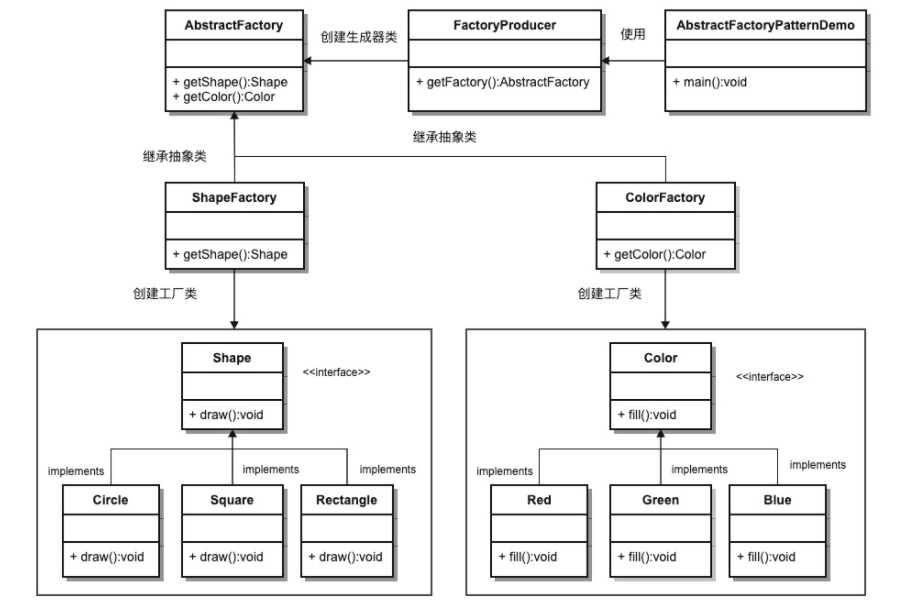 AbstractFactory
+ getShape():Shape
+ getColor():Color
创建生成器类
FactoryProducer
+ getFactory():AbstractFactory
使用
AbstractFactoryPatternDemo
+ main():void
继承抽象类
继承抽象类
ShapeFactory
+ getShape():Shape
ColorFactory
+ getColor():Color
创建工厂类
创建工厂类
Shape
<<interface>>
+ draw():void
implements
implements
implements
Circle
+ draw():void
Square
+ draw():void
Rectangle
+ draw():void
Color
<<interface>>
+ fill():void
implements
implements
implements
Red
+ fill():void
Green
+ fill():void
Blue
+ fill():void